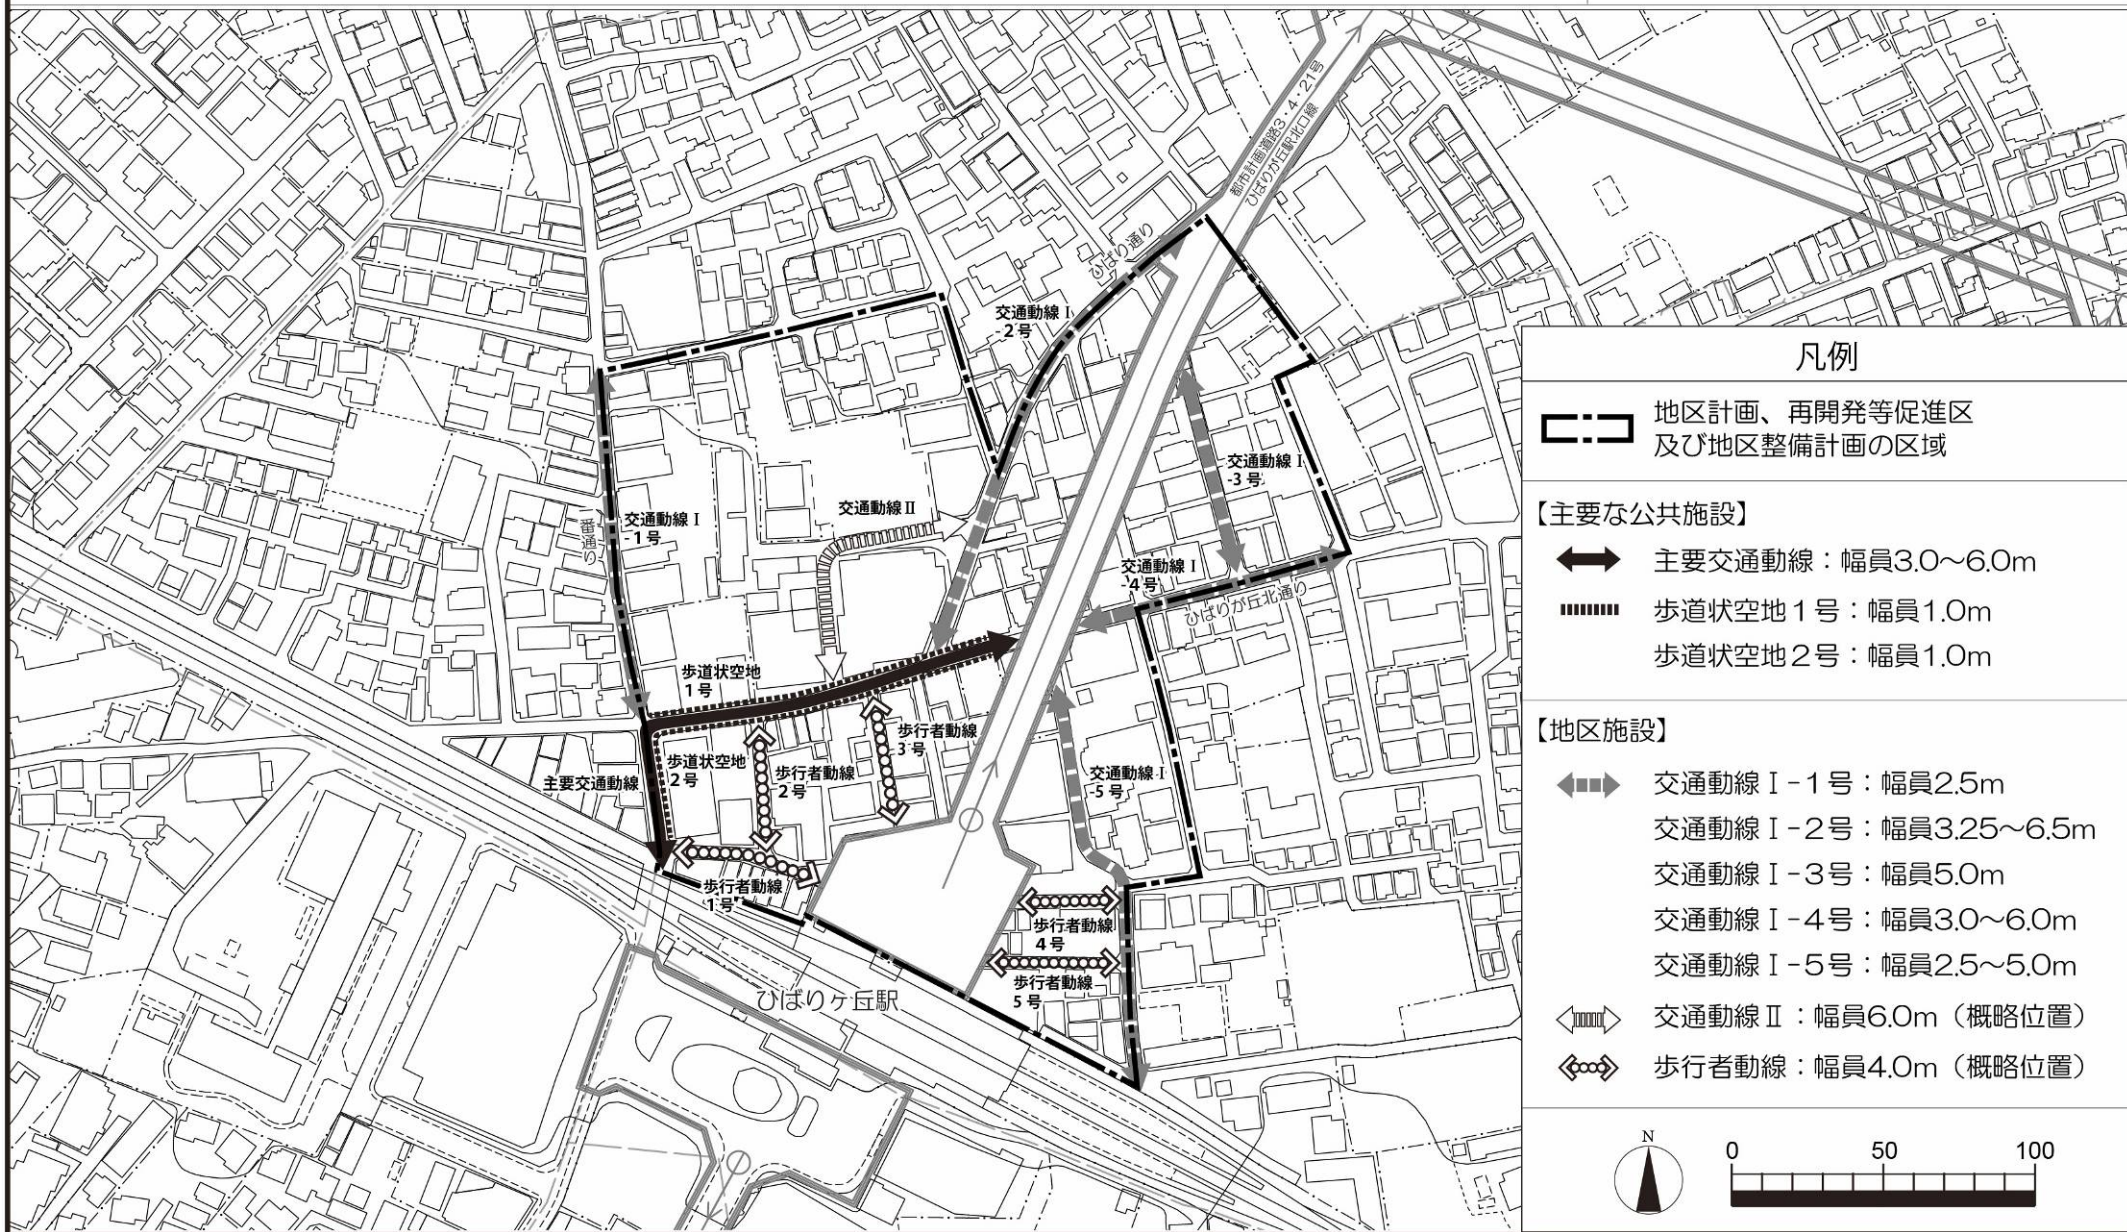 都市計画道路3・4・21号
ひばりが丘駅北口線
ひばり通り
交通動線Ⅰ
-2号
交通動線Ⅰ
-3号
交通動線Ⅱ
交通動線Ⅰ
-1号
番通り
交通動線Ⅰ
-4号
ひばりが丘北通り
歩道状空地
1号
歩行者動線
3号
歩道状空地
2号
歩行者動線
2号
主要交通動線
交通動線Ⅰ
-5号
歩行者動線
1号
歩行者動線
4号
歩行者動線
5号
ひばりヶ丘駅
凡例
地区計画、再開発等促進区
及び地区整備計画の区域
【主要な公共施設】
主要交通動線：幅員3.0～6.0m
歩道状空地1号：幅員1.0m
歩道状空地2号：幅員1.0m
【地区施設】
交通動線Ⅰ-1号：幅員2.5m
交通動線Ⅰ-2号：幅員3.25～6.5m
交通動線Ⅰ-3号：幅員5.0m
交通動線Ⅰ-4号：幅員3.0～6.0m
交通動線Ⅰ-5号：幅員2.5～5.0m
交通動線Ⅱ：幅員6.0m（概略位置）
歩行者動線：幅員4.0m（概略位置）
N
0 50 100